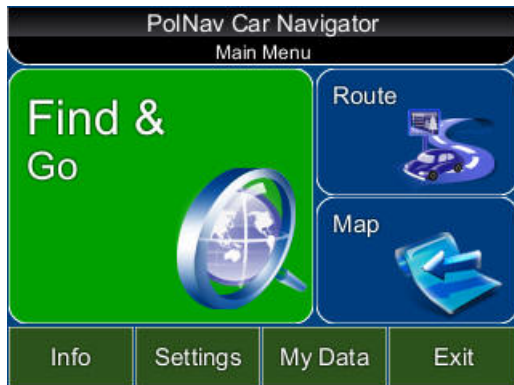 PolNav Car Navigator
Main Menu
Find &
Go
Route
Map
Info
Settings
My Data
Exit